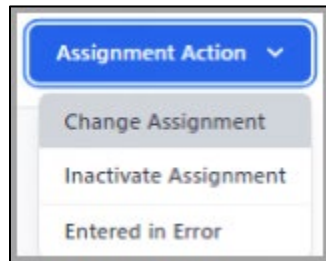 Assignment Action
Change Assignment
Inactivate Assignment
Entered in Error